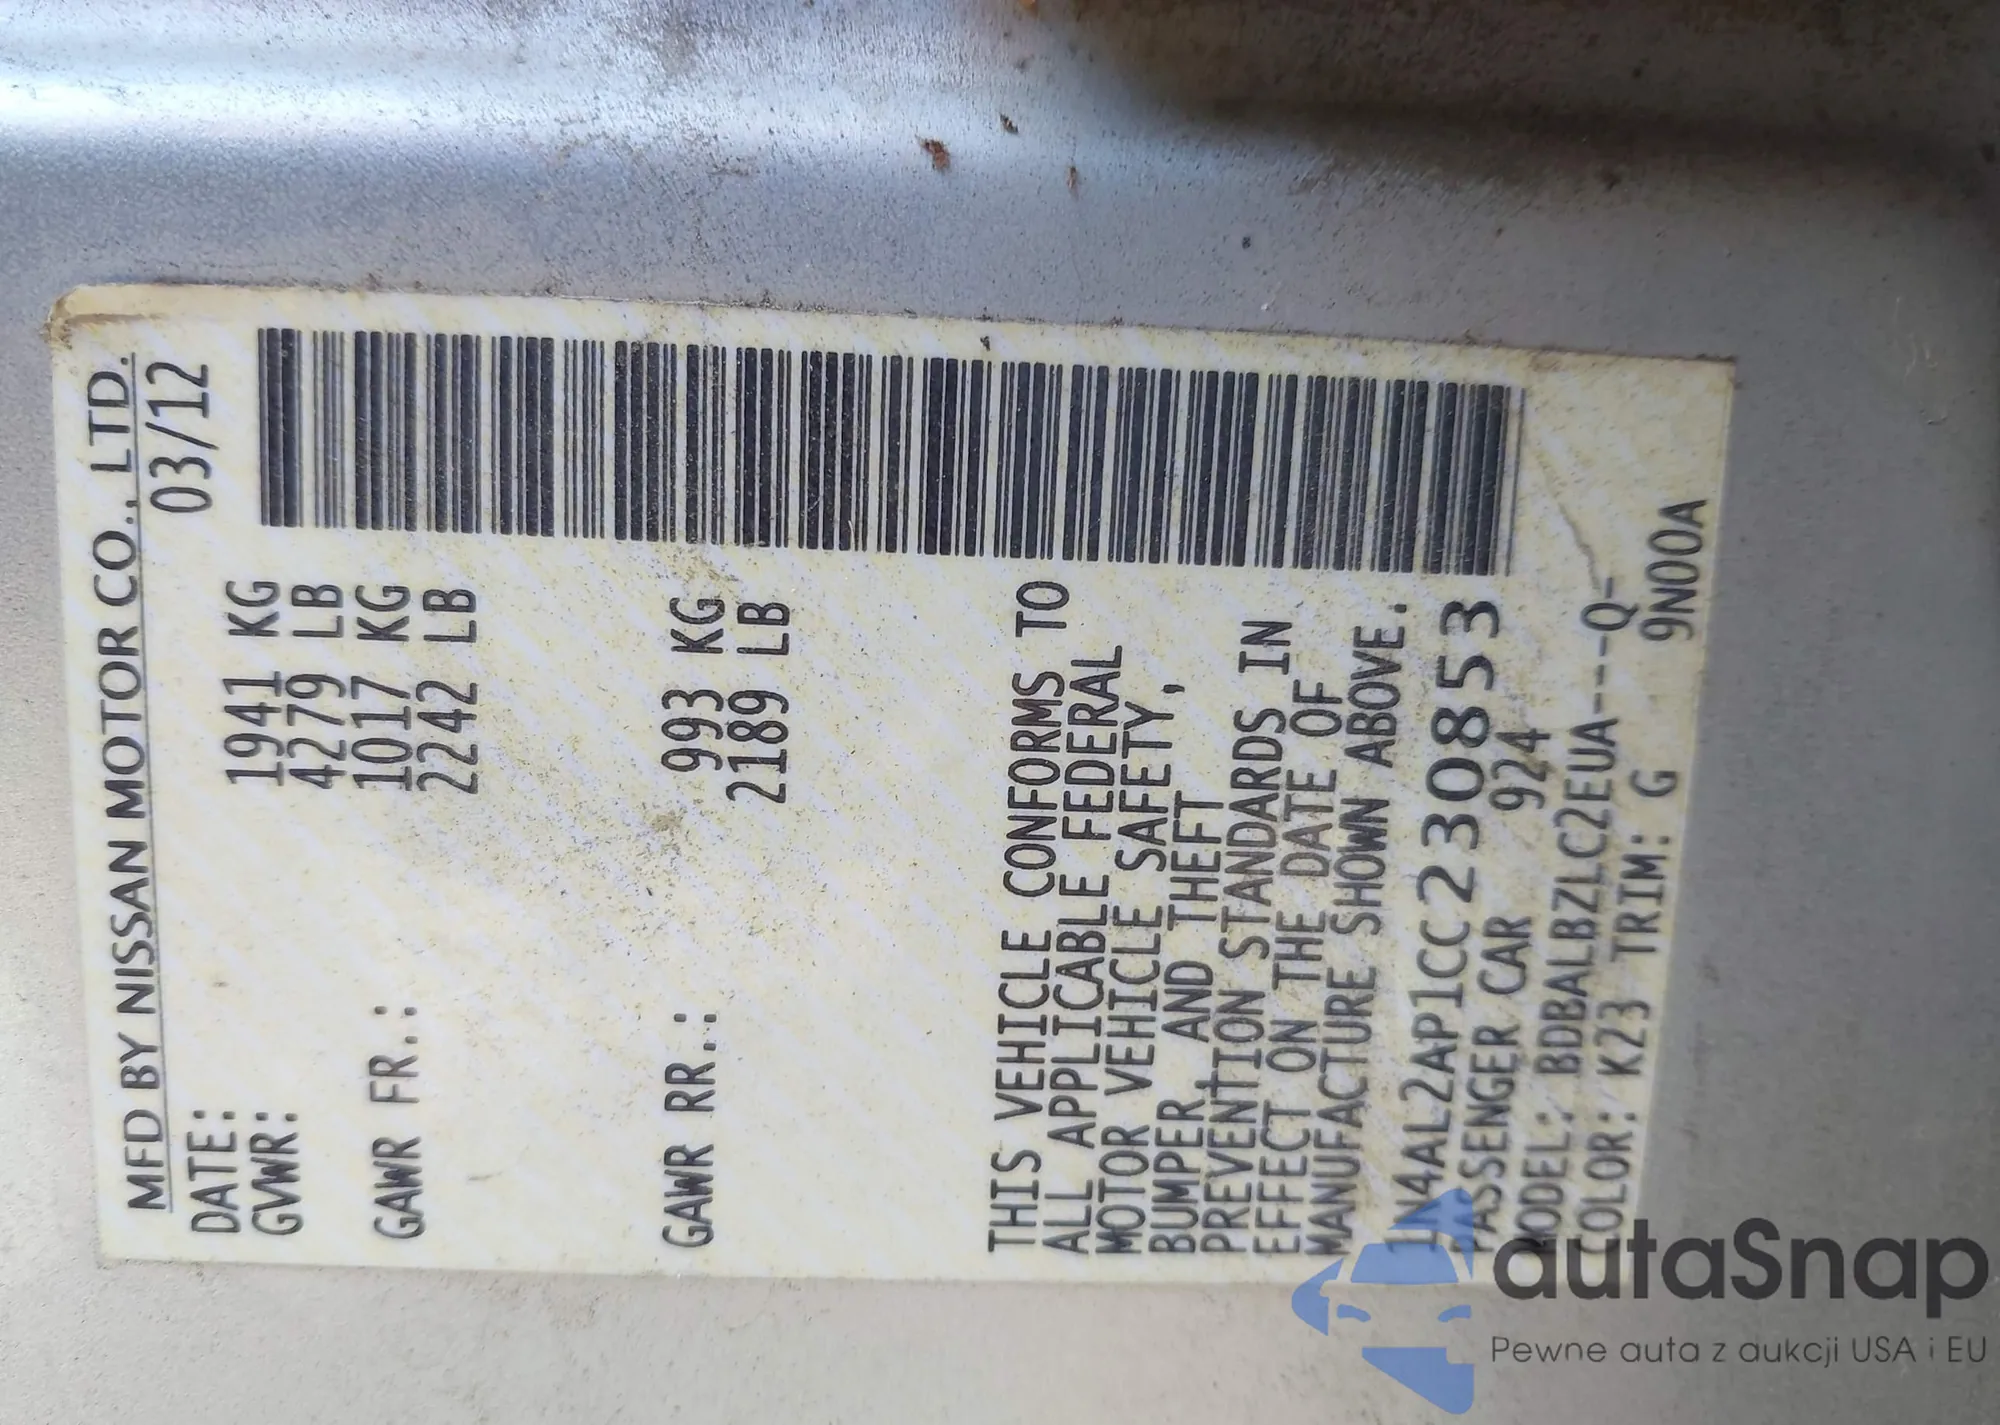 MFD BY NISSAN MOTOR CO., LTD.
DATE: 03/12
GVWR: 1941 KG
4279 LB
GAWR FR.: 1017 KG
2242 LB
GAWR RR.: 993 KG
2189 LB
THIS VEHICLE CONFORMS TO
ALL APPLICABLE FEDERAL
MOTOR VEHICLE SAFETY,
BUMPER, AND THEFT
PREVENTION STANDARDS IN
EFFECT ON THE DATE OF
MANUFACTURE SHOWN ABOVE.
1N4AL2AP1CC230853
PASSENGER CAR 924
MODEL: BDBALBZLC2EUA----Q-
COLOR: K23 TRIM: G 9N00A
autaSnap
Pewne auta z aukcji USA i EU